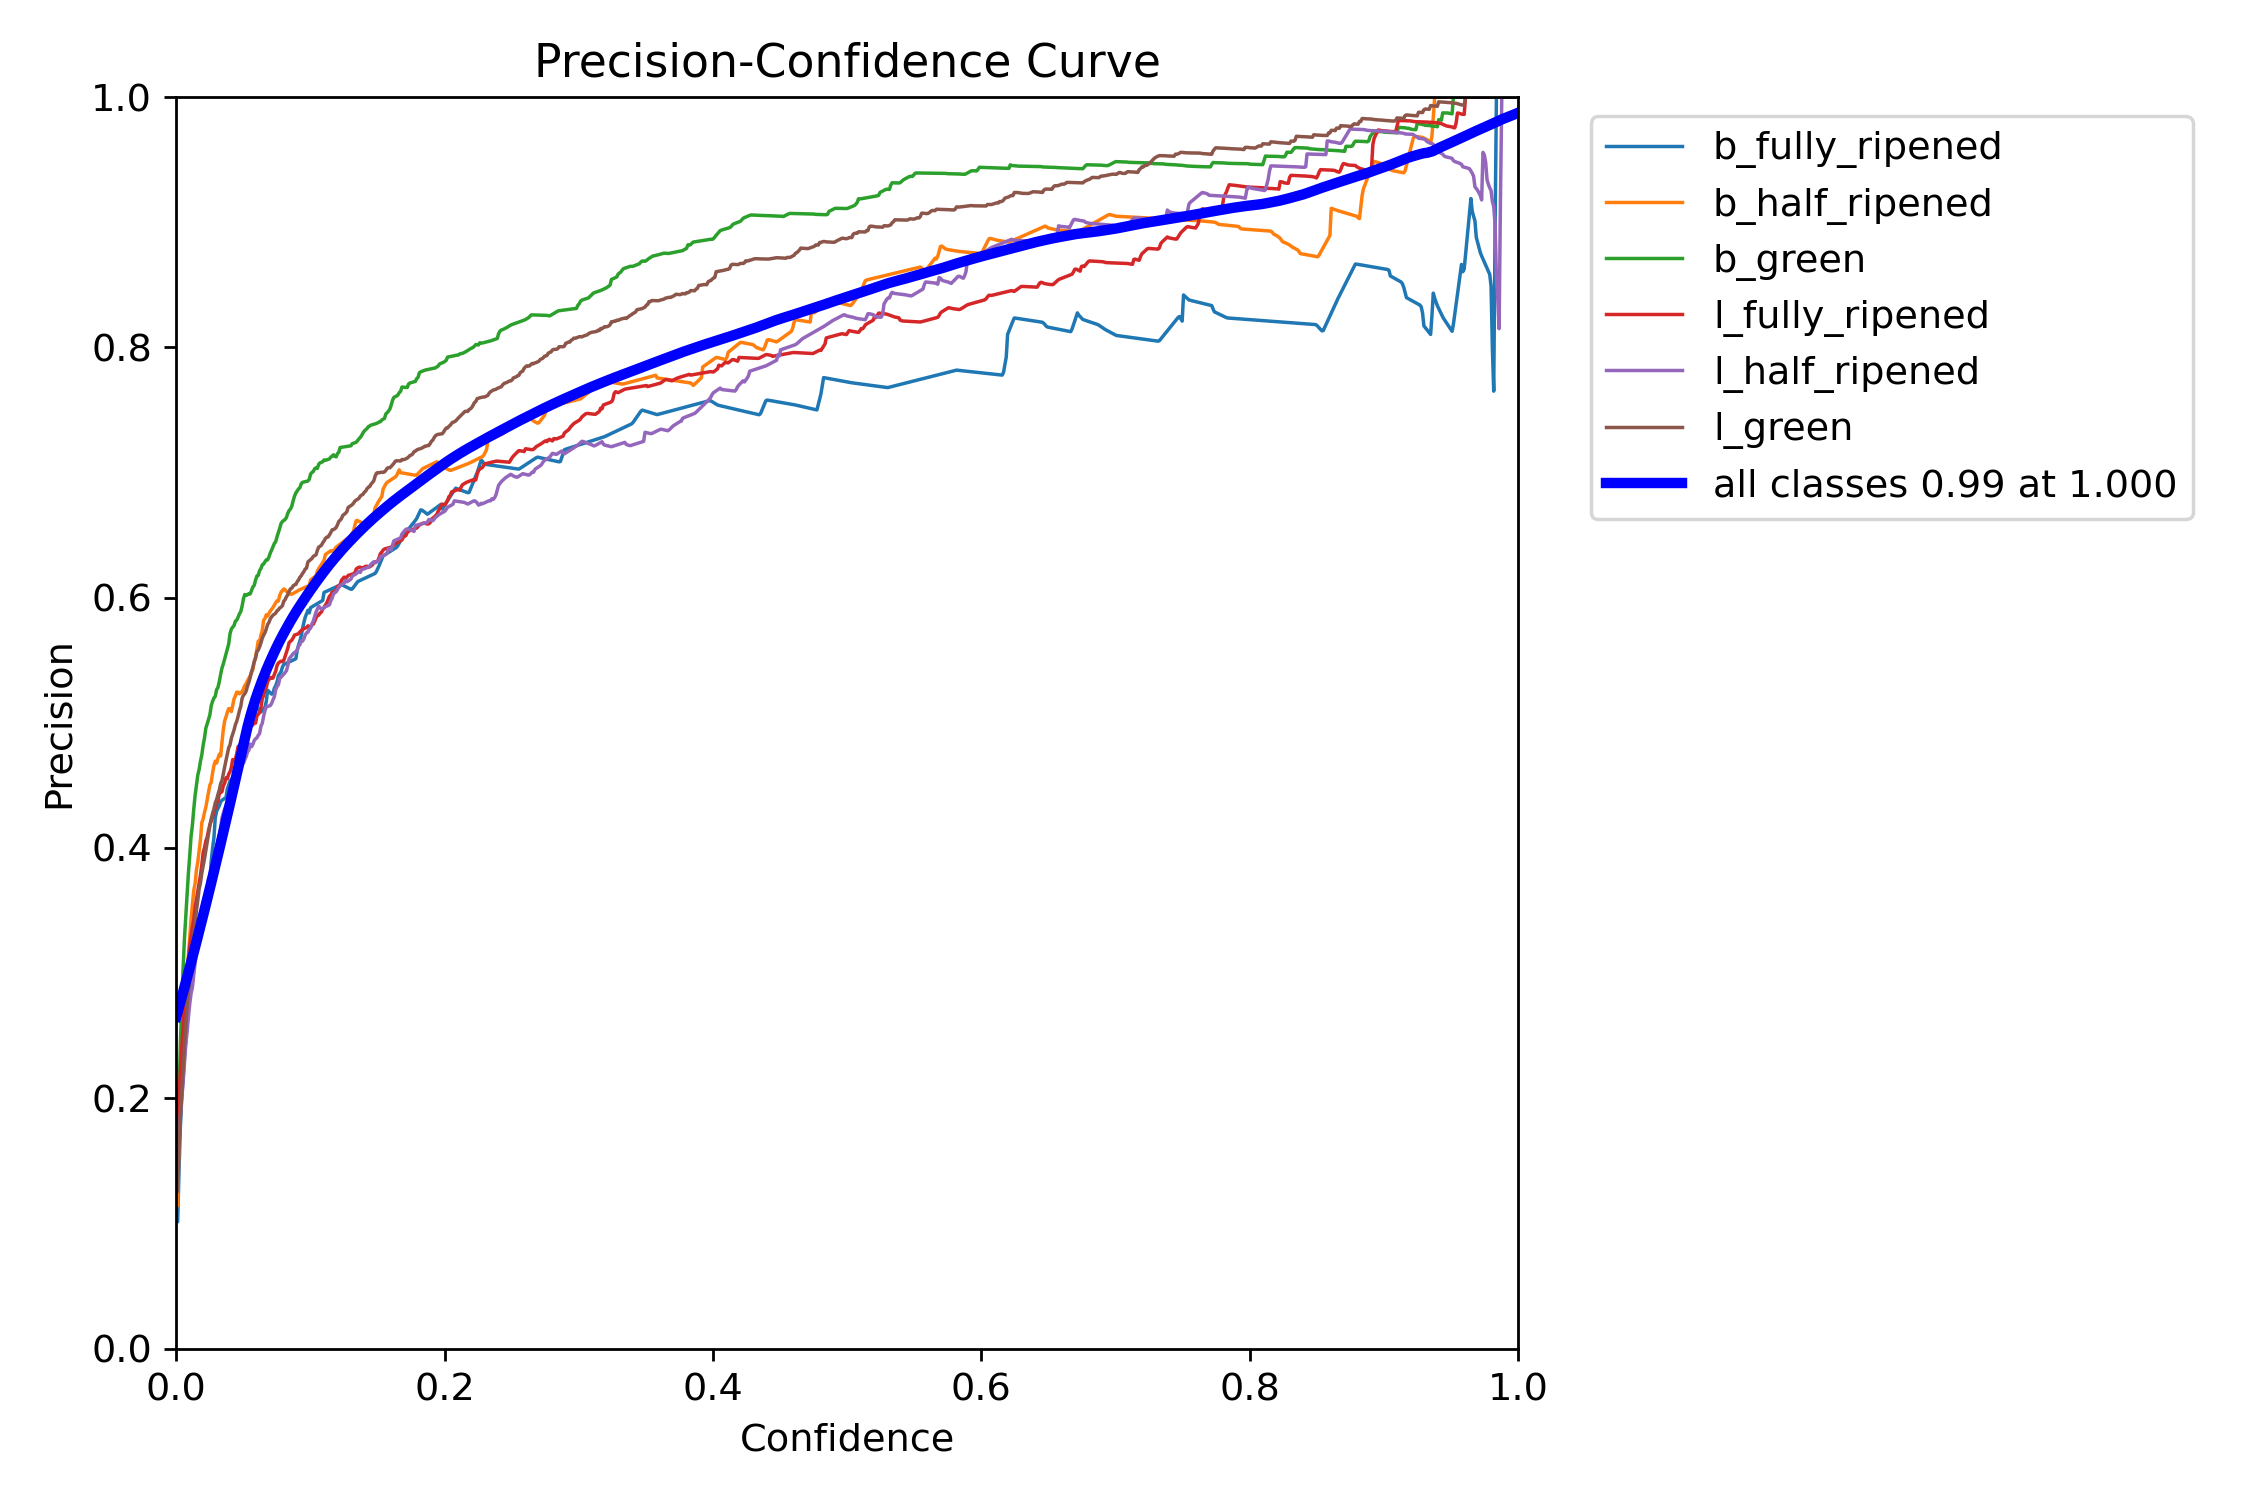 Precision-Confidence Curve
1.0
0.8
0.6
0.4
0.2
0.0
Precision
0.0 0.2 0.4 0.6 0.8 1.0
Confidence
b_fully_ripened
b_half_ripened
b_green
l_fully_ripened
l_half_ripened
l_green
all classes 0.99 at 1.000